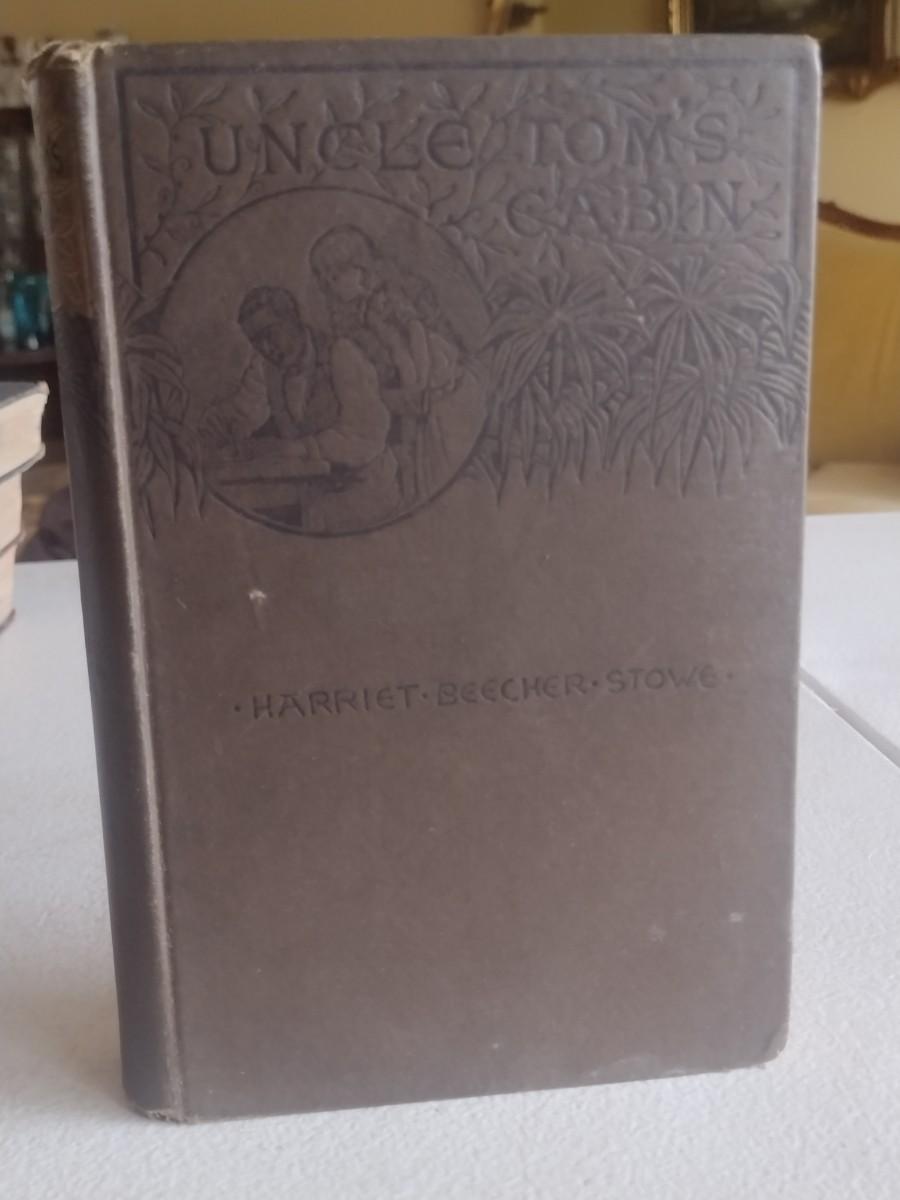 UNCLE TOM'S
CABIN
·HARRIET·BEECHER·STOWE·